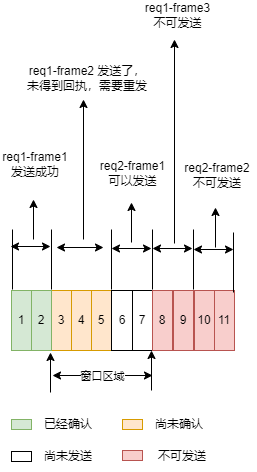 req1-frame3
不可发送
req1-frame2 发送了，
未得到回执，需要重发
req1-frame1
发送成功
req2-frame1
可以发送
req2-frame2
不可发送
1 2 3 4 5 6 7 8 9 10 11
窗口区域
已经确认
尚未确认
尚未发送
不可发送